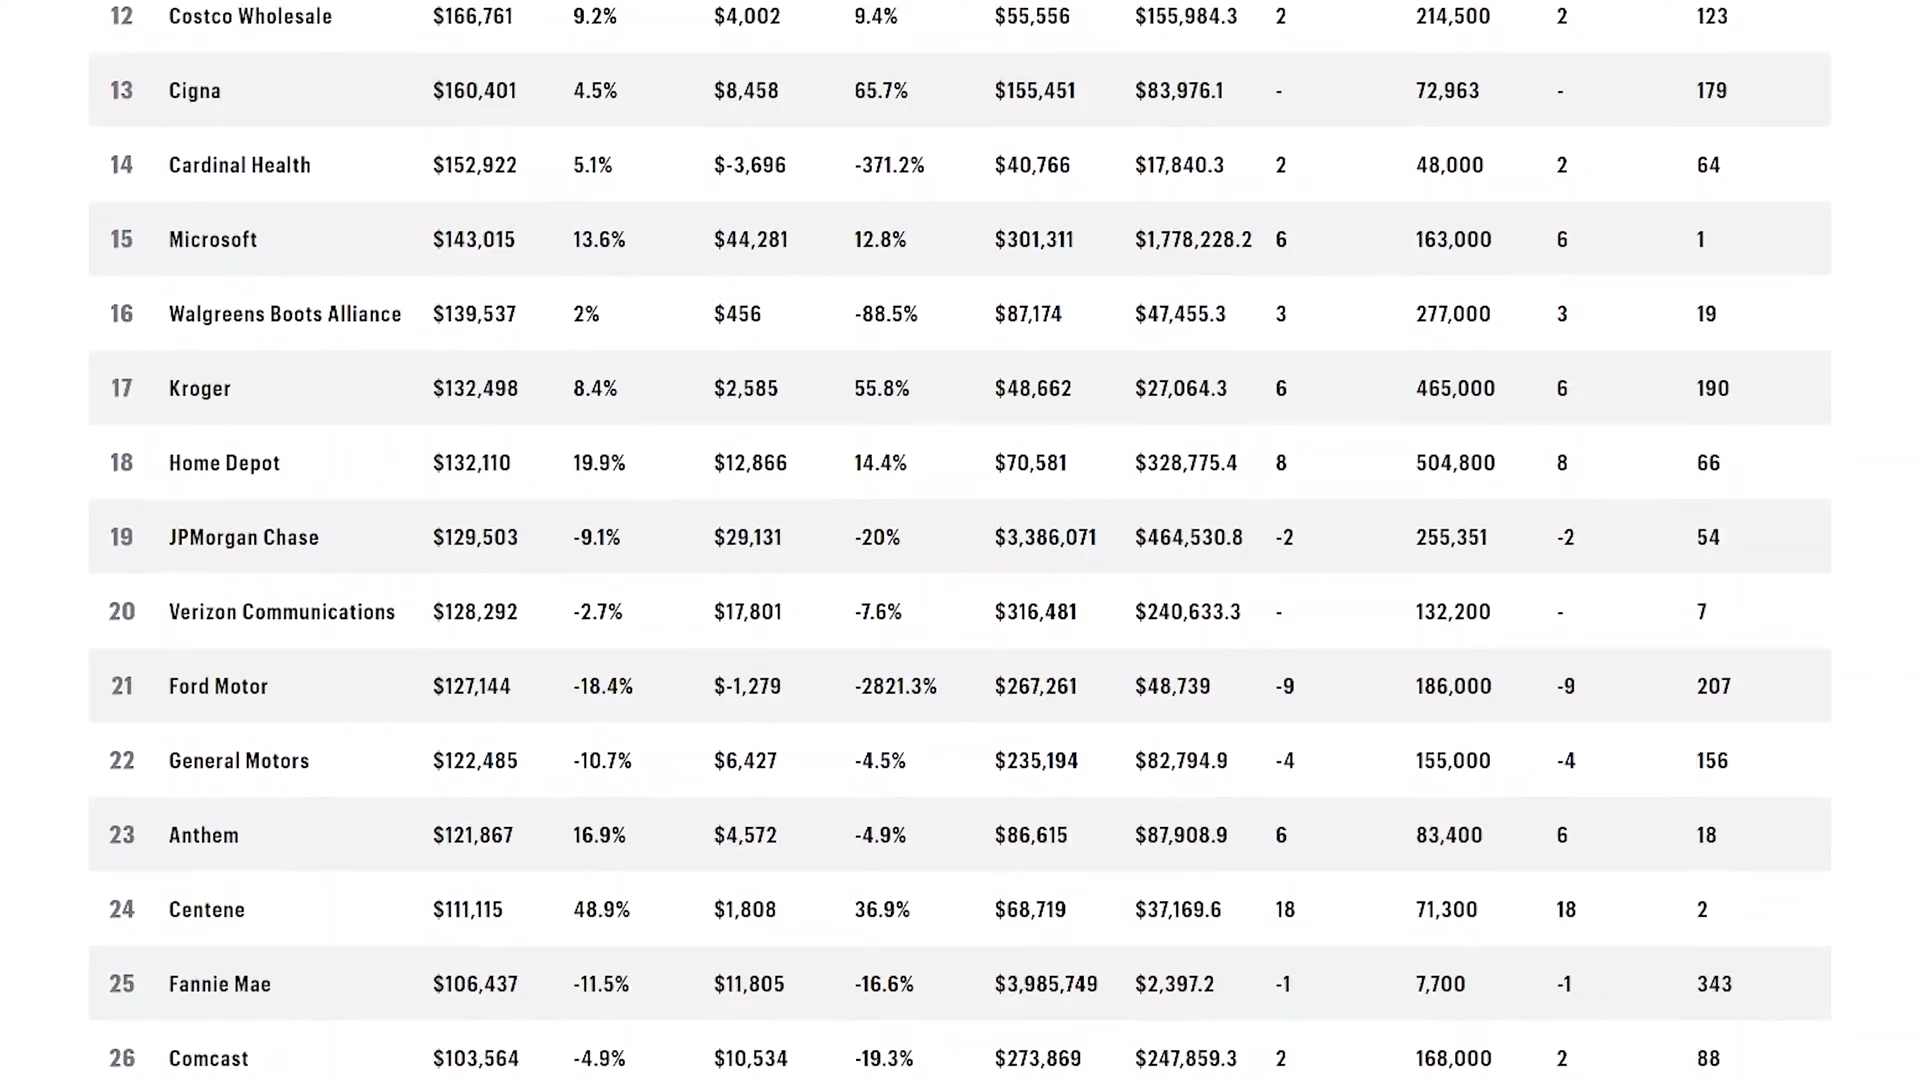 12 Costco Wholesale $166,761 9.2% $4,002 9.4% $55,556 $155,984.3 2 214,500 2 123
13 Cigna $160,401 4.5% $8,458 65.7% $155,451 $83,976.1 - 72,963 - 179
14 Cardinal Health $152,922 5.1% $-3,696 -371.2% $40,766 $17,840.3 2 48,000 2 64
15 Microsoft $143,015 13.6% $44,281 12.8% $301,311 $1,778,228.2 6 163,000 6 1
16 Walgreens Boots Alliance $139,537 2% $456 -88.5% $87,174 $47,455.3 3 277,000 3 19
17 Kroger $132,498 8.4% $2,585 55.8% $48,662 $27,064.3 6 465,000 6 190
18 Home Depot $132,110 19.9% $12,866 14.4% $70,581 $328,775.4 8 504,800 8 66
19 JPMorgan Chase $129,503 -9.1% $29,131 -20% $3,386,071 $464,530.8 -2 255,351 -2 54
20 Verizon Communications $128,292 -2.7% $17,801 -7.6% $316,481 $240,633.3 - 132,200 - 7
21 Ford Motor $127,144 -18.4% $-1,279 -2821.3% $267,261 $48,739 -9 186,000 -9 207
22 General Motors $122,485 -10.7% $6,427 -4.5% $235,194 $82,794.9 -4 155,000 -4 156
23 Anthem $121,867 16.9% $4,572 -4.9% $86,615 $87,908.9 6 83,400 6 18
24 Centene $111,115 48.9% $1,808 36.9% $68,719 $37,169.6 18 71,300 18 2
25 Fannie Mae $106,437 -11.5% $11,805 -16.6% $3,985,749 $2,397.2 -1 7,700 -1 343
26 Comcast $103,564 -4.9% $10,534 -19.3% $273,869 $247,859.3 2 168,000 2 88